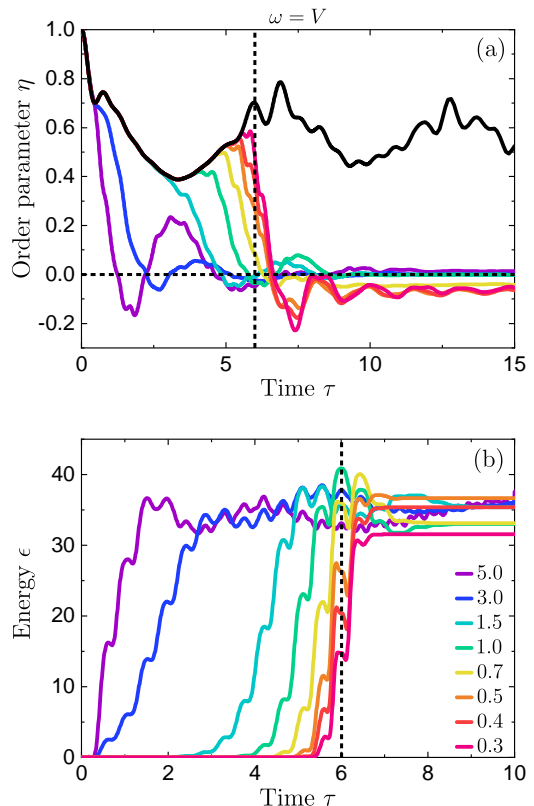 ω = V
(a)
Order parameter η
1.0
0.8
0.6
0.4
0.2
0.0
-0.2
0 5 10 15
Time τ
(b)
Energy ϵ
40
30
20
10
0
5.0
3.0
1.5
1.0
0.7
0.5
0.4
0.3
0 2 4 6 8 10
Time τ